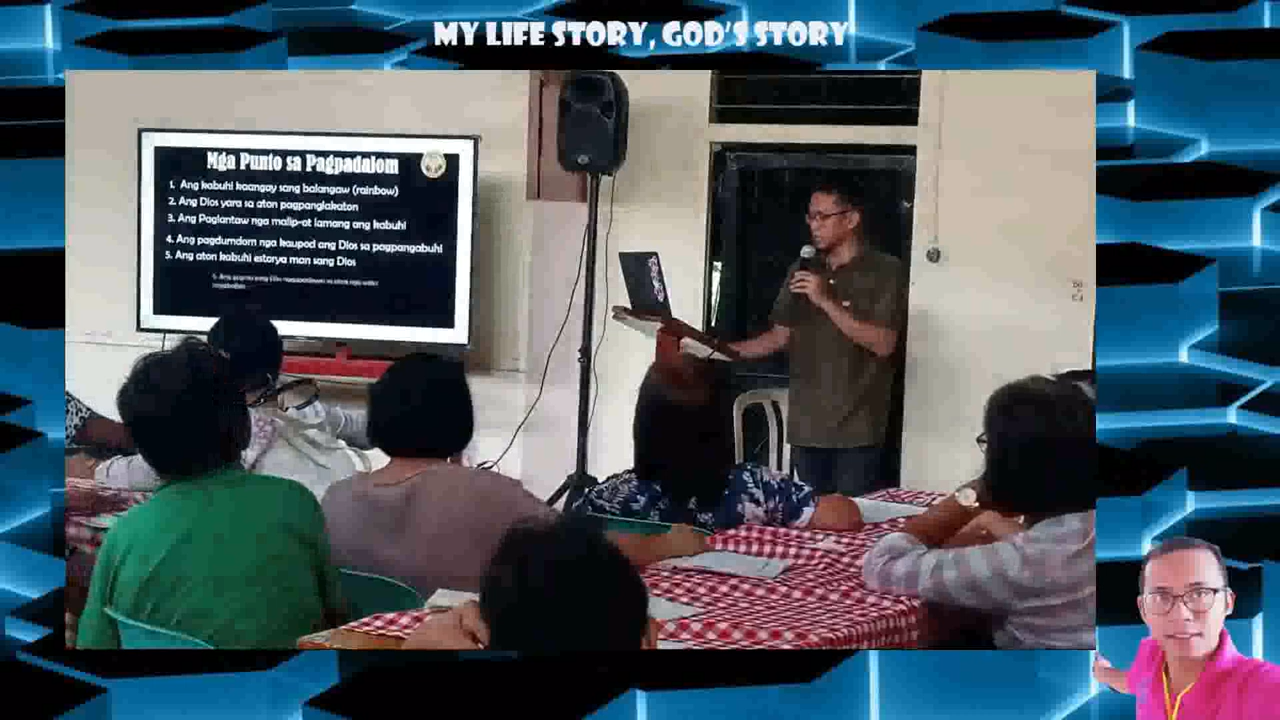 MY LIFE STORY, GOD'S STORY
Mga Punto sa Pagpadalom
1. Ang kabuhi kaangay sang balangaw (rainbow)
2. Ang Dios yara sa aton pagpanglakaton
3. Ang Paglantaw nga malip-ot lamang ang kabuhi
4. Ang pagdumdom nga kaupod ang Dios sa pagpangabuhi
5. Ang aton kabuhi estorya man sang Dios